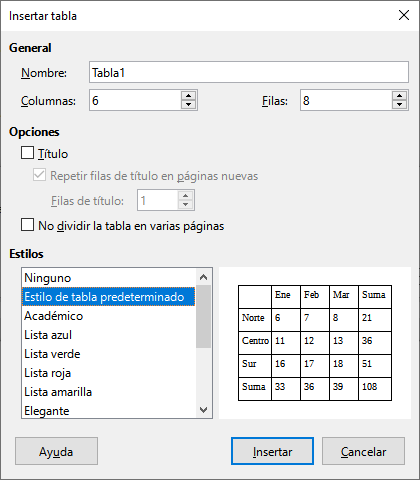 Insertar tabla
General
Nombre: Tabla1
Columnas: 6 Filas: 8
Opciones
Título
Repetir filas de título en páginas nuevas
Filas de título: 1
No dividir la tabla en varias páginas
Estilos
Ninguno
Estilo de tabla predeterminado
Académico
Lista azul
Lista verde
Lista roja
Lista amarilla
Elegante
Ene Feb Mar Suma
Norte 6 7 8 21
Centro 11 12 13 36
Sur 16 17 18 51
Suma 33 36 39 108
Ayuda Insertar Cancelar